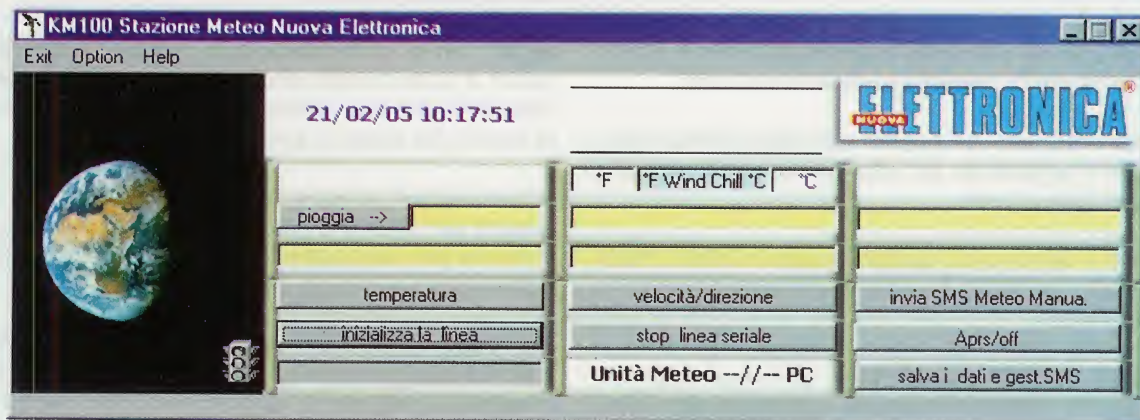 KM100 Stazione Meteo Nuova Elettronica
Exit Option Help
21/02/05 10:17:51
NUOVA ELETTRONICA®
°F °F Wind Chill °C °C
pioggia -->
temperatura velocità/direzione invia SMS Meteo Manua.
inizializza la linea stop linea seriale Aprs/off
Unità Meteo --//-- PC salva i dati e gest.SMS